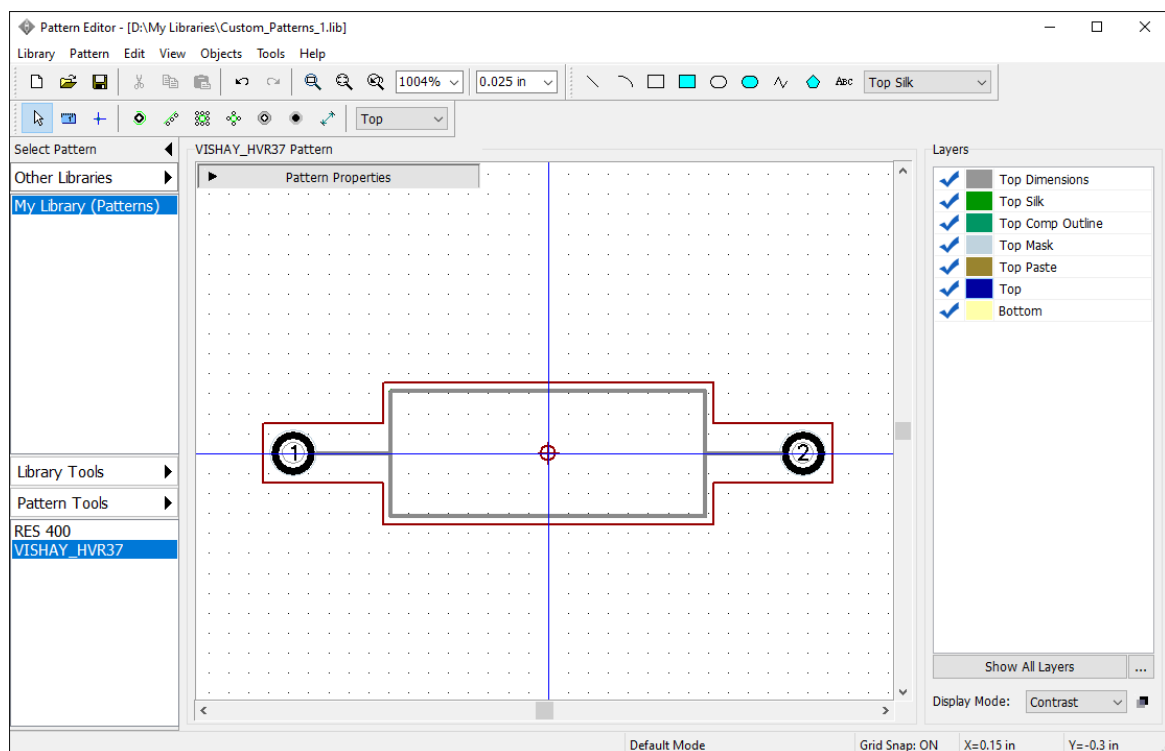 Pattern Editor - [D:\My Libraries\Custom_Patterns_1.lib]
Library Pattern Edit View Objects Tools Help
1004% 0.025 in ABC Top Silk
Top
Select Pattern
Other Libraries
My Library (Patterns)
Library Tools
Pattern Tools
RES 400
VISHAY_HVR37
VISHAY_HVR37 Pattern
Pattern Properties
1 2
Layers
Top Dimensions
Top Silk
Top Comp Outline
Top Mask
Top Paste
Top
Bottom
Show All Layers ...
Display Mode: Contrast
Default Mode Grid Snap: ON X=0.15 in Y=-0.3 in